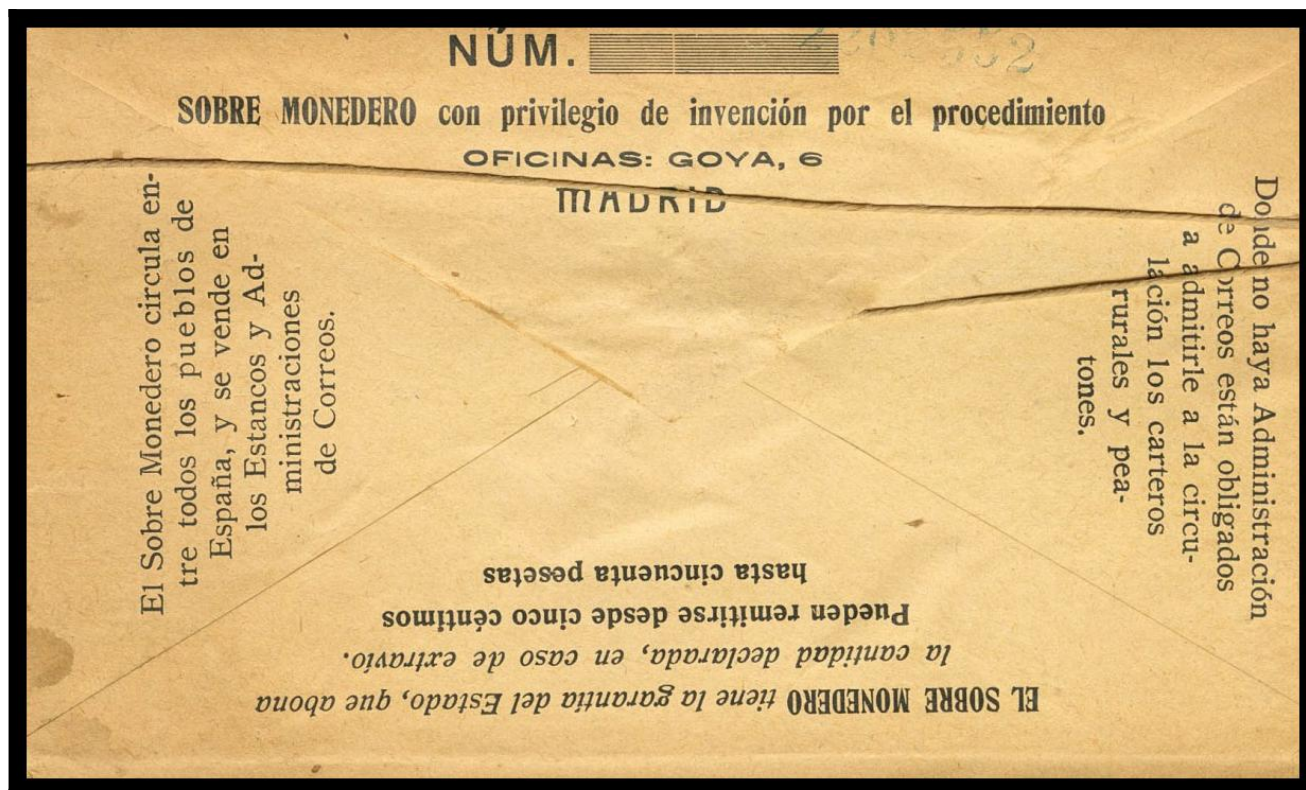 NÚM.
SOBRE MONEDERO con privilegio de invención por el procedimiento
OFICINAS: GOYA, 6
MADRID
El Sobre Monedero circula en-
tre todos los pueblos de
España, y se vende en
los Estancos y Ad-
ministraciones
de Correos.
Donde no haya Administración
de Correos están obligados
a admitirle a la circu-
lación los carteros
rurales y pea-
tones.
EL SOBRE MONEDERO tiene la garantía del Estado, que abona
la cantidad declarada, en caso de extravío.
Pueden remitirse desde cinco céntimos
hasta cincuenta pesetas